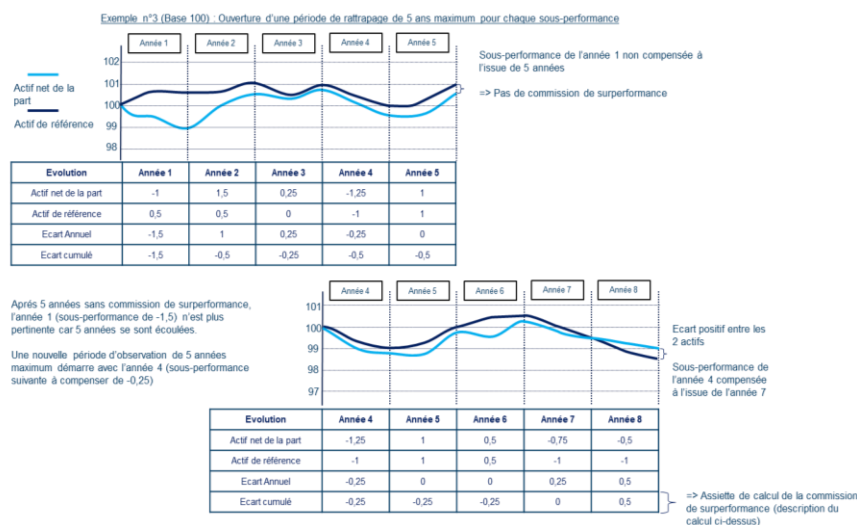 Exemple n°3 (Base 100) : Ouverture d'une période de rattrapage de 5 ans maximum pour chaque sous-performance
Année 1 Année 2 Année 3 Année 4 Année 5
102
101
100
99
98
Actif net de la
part
Actif de référence
Sous-performance de l'année 1 non compensée à
l'issue de 5 années
=> Pas de commission de surperformance
Evolution Année 1 Année 2 Année 3 Année 4 Année 5
Actif net de la part -1 1,5 0,25 -1,25 1
Actif de référence 0,5 0,5 0 -1 1
Ecart Annuel -1,5 1 0,25 -0,25 0
Ecart cumulé -1,5 -0,5 -0,25 -0,5 -0,5
Aprés 5 années sans commission de surperformance,
l'année 1 (sous-performance de -1,5) n'est plus
pertinente car 5 années se sont écoulées.
Une nouvelle période d'observation de 5 années
maximum démarre avec l'année 4 (sous-performance
suivante à compenser de -0,25)
Année 4 Année 5 Année 6 Année 7 Année 8
101
100
99
98
97
Ecart positif entre les
2 actifs
Sous-performance de
l'année 4 compensée
à l'issue de l'année 7
Evolution Année 4 Année 5 Année 6 Année 7 Année 8
Actif net de la part -1,25 1 0,5 -0,75 -0,5
Actif de référence -1 1 0,5 -1 -1
Ecart Annuel -0,25 0 0 0,25 0,5
Ecart cumulé -0,25 -0,25 -0,25 0 0,5
=> Assiette de calcul de la commission
de surperformance (description du
calcul ci-dessus)